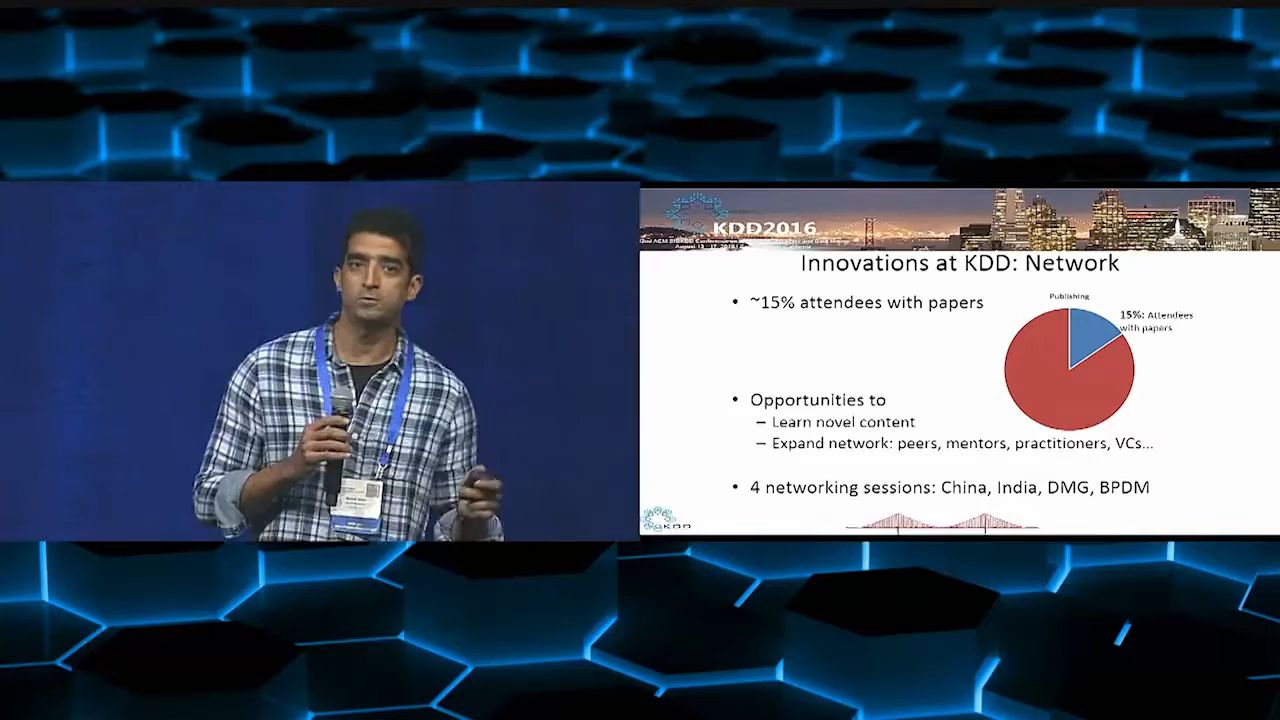 KDD2016
Innovations at KDD: Network
• ~15% attendees with papers
Publishing
15%: Attendees
with papers
• Opportunities to
– Learn novel content
– Expand network: peers, mentors, practitioners, VCs...
• 4 networking sessions: China, India, DMG, BPDM
KDD